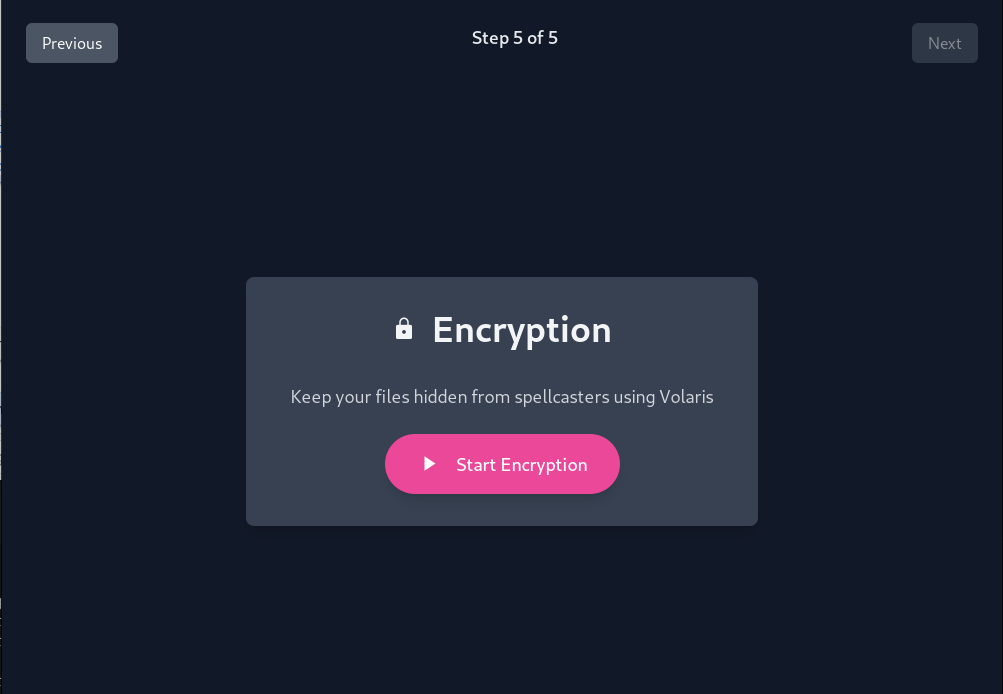 Previous
Step 5 of 5
Next
Encryption
Keep your files hidden from spellcasters using Volaris
Start Encryption